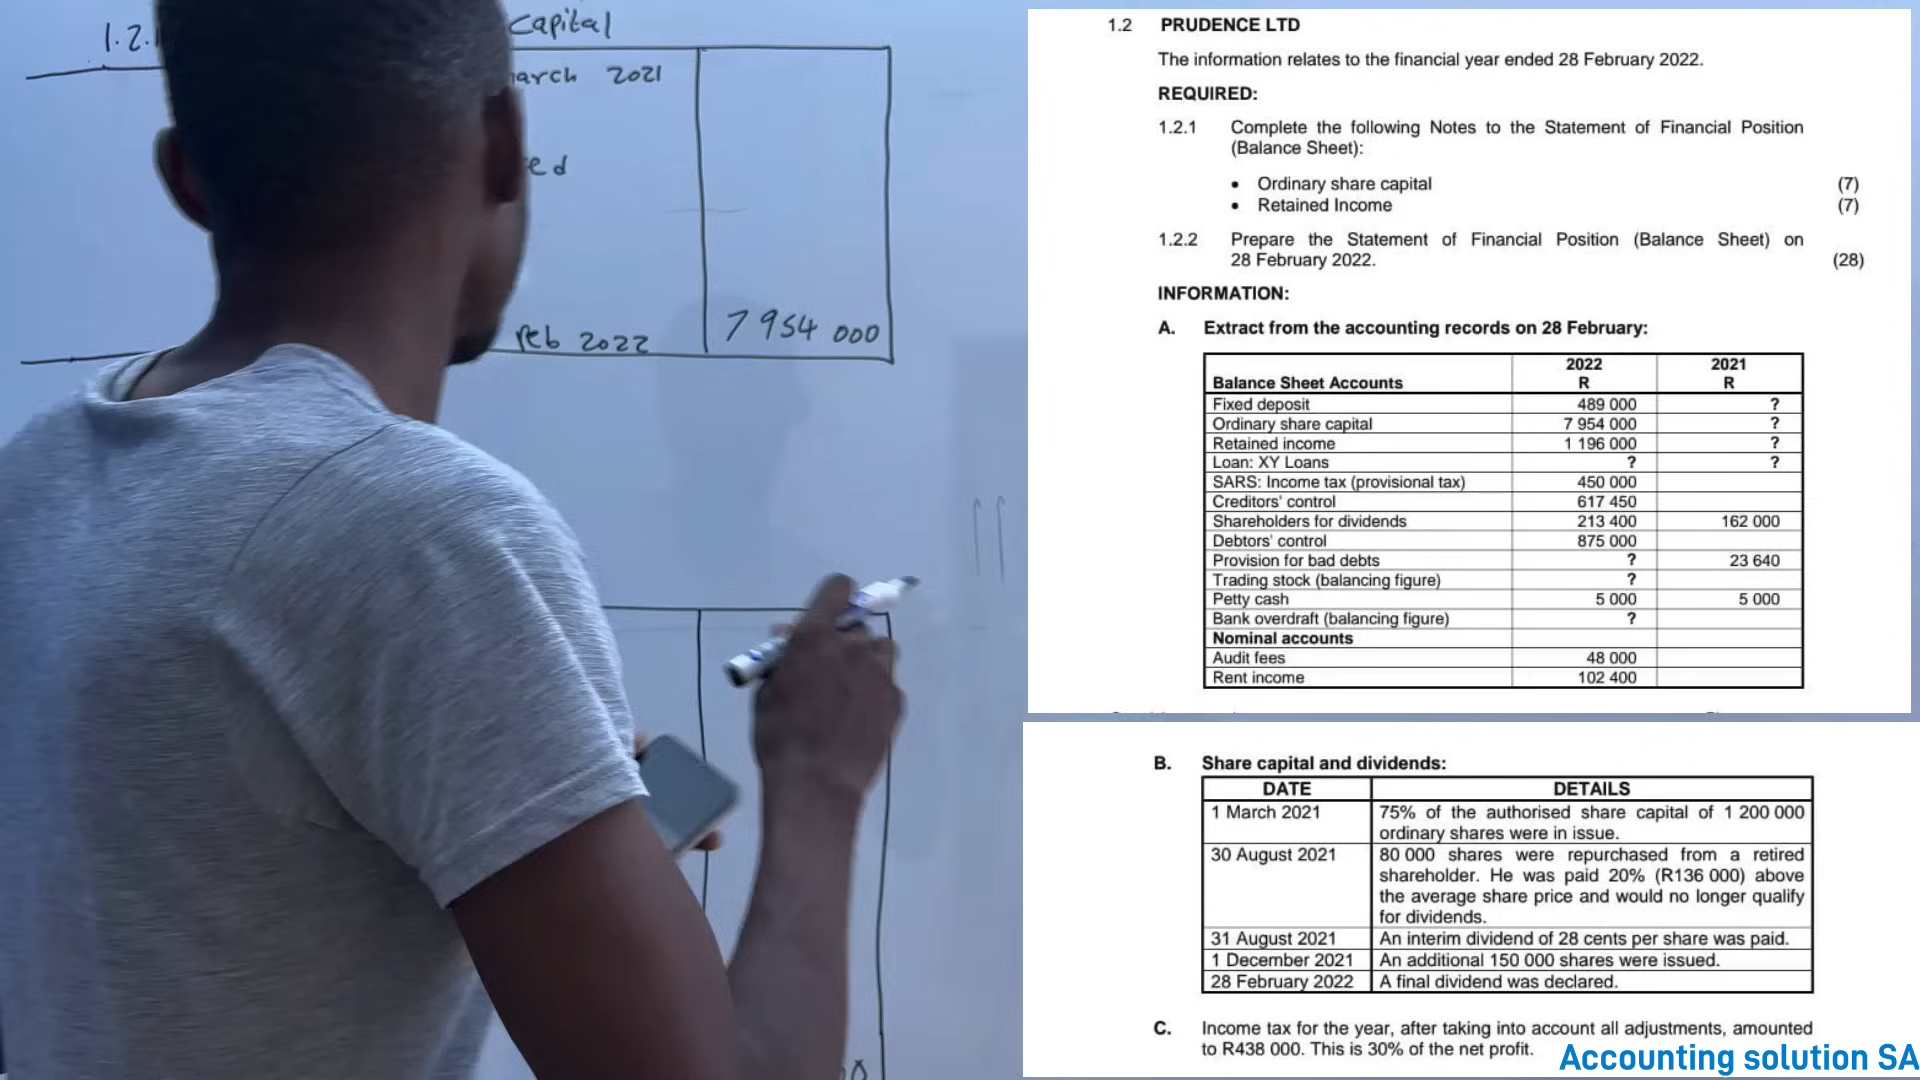 1.2.1
Capital
march 2021
ed
Feb 2022
7 954 000
1.2 PRUDENCE LTD
The information relates to the financial year ended 28 February 2022.
REQUIRED:
1.2.1 Complete the following Notes to the Statement of Financial Position
(Balance Sheet):
• Ordinary share capital (7)
• Retained Income (7)
1.2.2 Prepare the Statement of Financial Position (Balance Sheet) on
28 February 2022. (28)
INFORMATION:
A. Extract from the accounting records on 28 February:
2022 2021
Balance Sheet Accounts R R
Fixed deposit 489 000 ?
Ordinary share capital 7 954 000 ?
Retained income 1 196 000 ?
Loan: XY Loans ? ?
SARS: Income tax (provisional tax) 450 000
Creditors' control 617 450
Shareholders for dividends 213 400 162 000
Debtors' control 875 000
Provision for bad debts ? 23 640
Trading stock (balancing figure) ?
Petty cash 5 000 5 000
Bank overdraft (balancing figure) ?
Nominal accounts
Audit fees 48 000
Rent income 102 400
B. Share capital and dividends:
DATE DETAILS
1 March 2021 75% of the authorised share capital of 1 200 000
ordinary shares were in issue.
30 August 2021 80 000 shares were repurchased from a retired
shareholder. He was paid 20% (R136 000) above
the average share price and would no longer qualify
for dividends.
31 August 2021 An interim dividend of 28 cents per share was paid.
1 December 2021 An additional 150 000 shares were issued.
28 February 2022 A final dividend was declared.
C. Income tax for the year, after taking into account all adjustments, amounted
to R438 000. This is 30% of the net profit.
Accounting solution SA